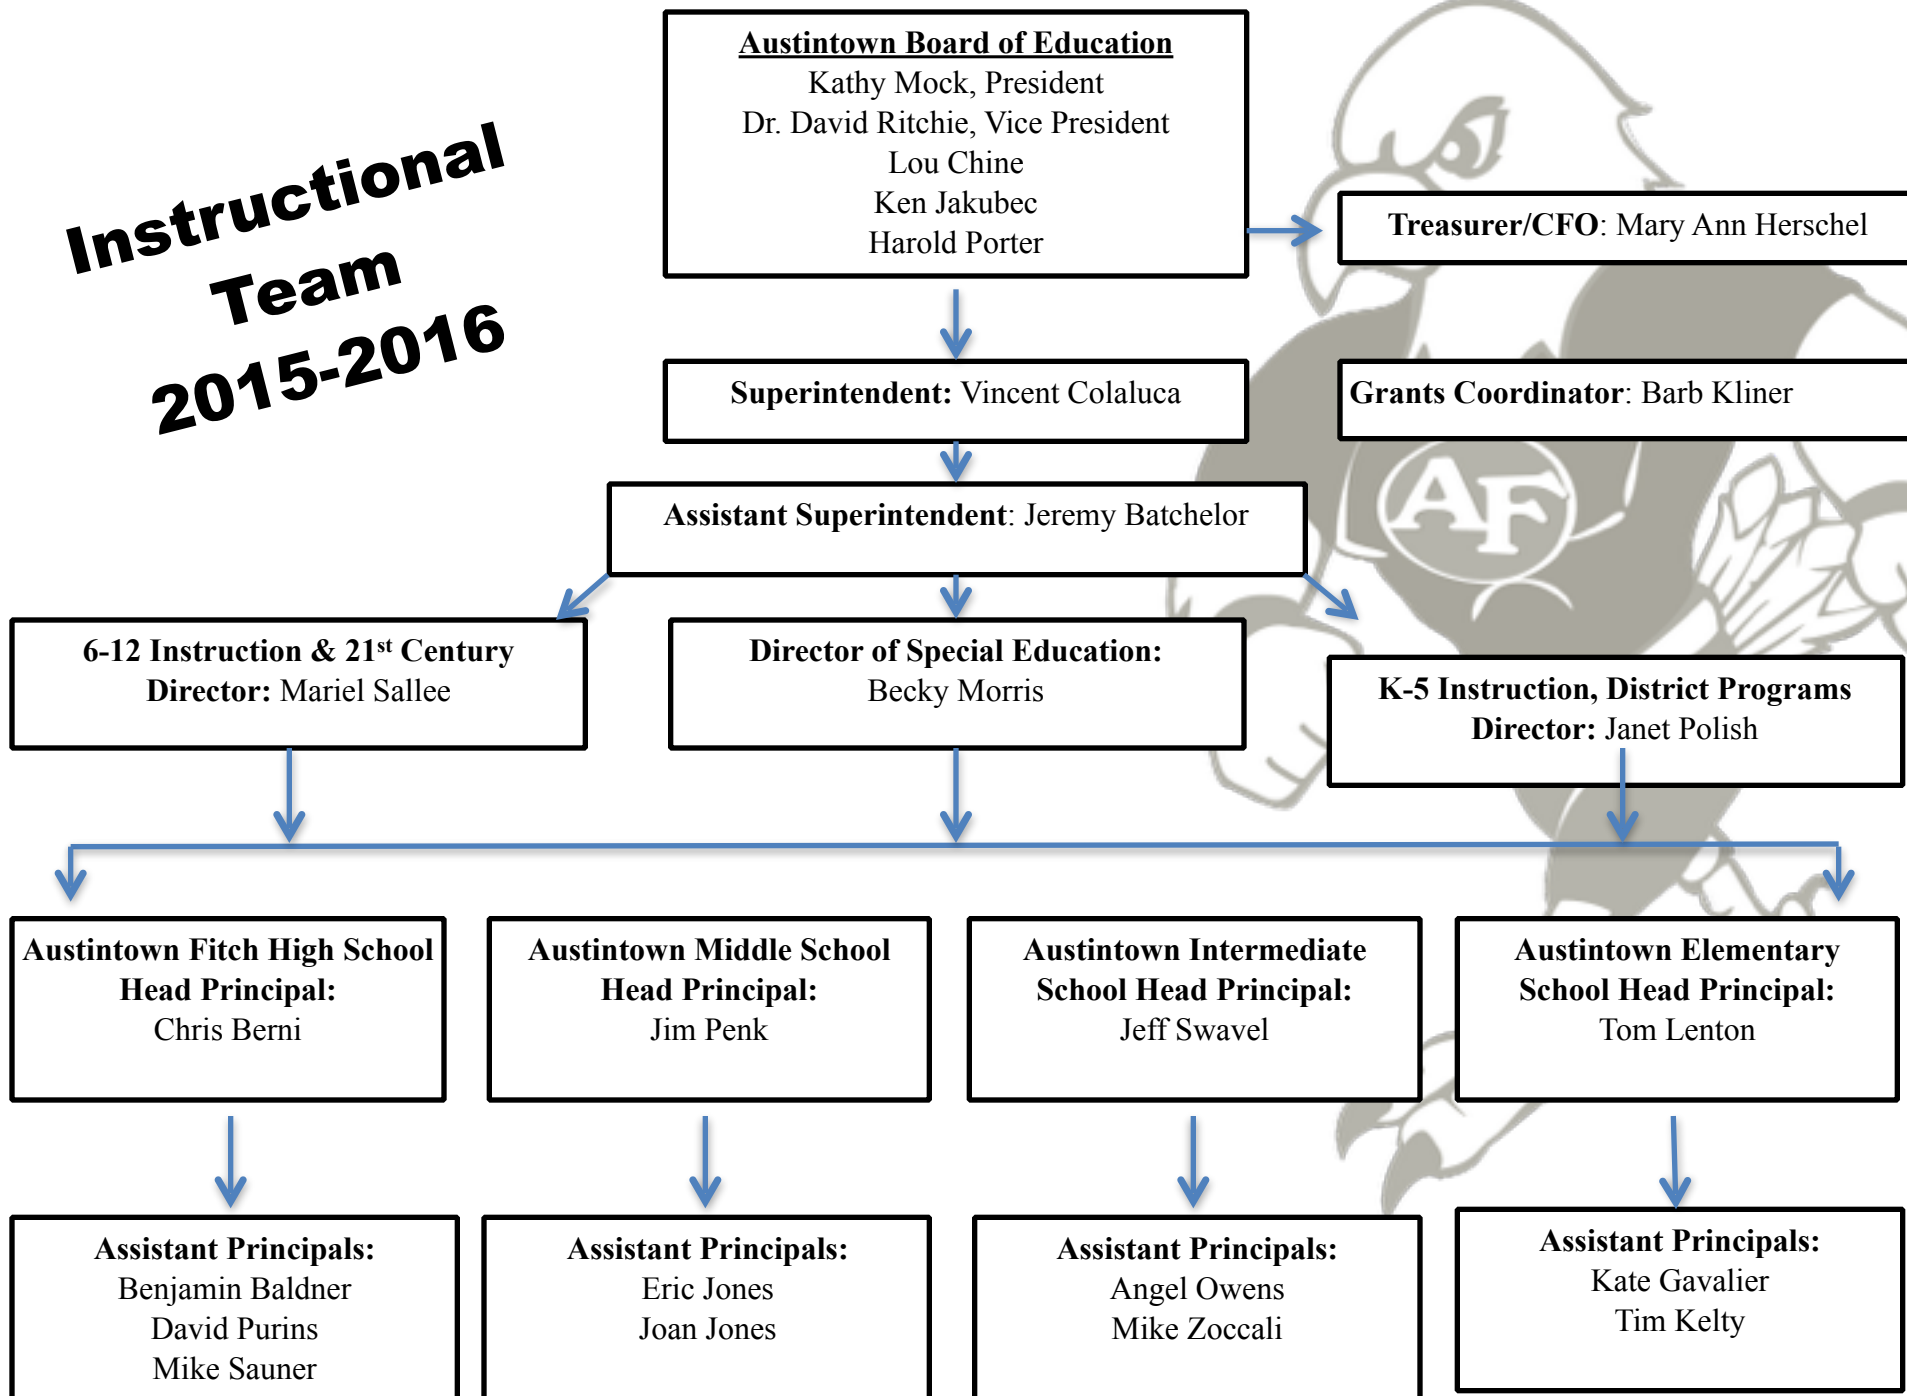 Instructional
Team
2015-2016
Austintown Board of Education
Kathy Mock, President
Dr. David Ritchie, Vice President
Lou Chine
Ken Jakubec
Harold Porter
Treasurer/CFO: Mary Ann Herschel
Superintendent: Vincent Colaluca
Grants Coordinator: Barb Kliner
AF
Assistant Superintendent: Jeremy Batchelor
6-12 Instruction & 21st Century
Director: Mariel Sallee
Director of Special Education:
Becky Morris
K-5 Instruction, District Programs
Director: Janet Polish
Austintown Fitch High School
Head Principal:
Chris Berni
Austintown Middle School
Head Principal:
Jim Penk
Austintown Intermediate
School Head Principal:
Jeff Swavel
Austintown Elementary
School Head Principal:
Tom Lenton
Assistant Principals:
Benjamin Baldner
David Purins
Mike Sauner
Assistant Principals:
Eric Jones
Joan Jones
Assistant Principals:
Angel Owens
Mike Zoccali
Assistant Principals:
Kate Gavalier
Tim Kelty